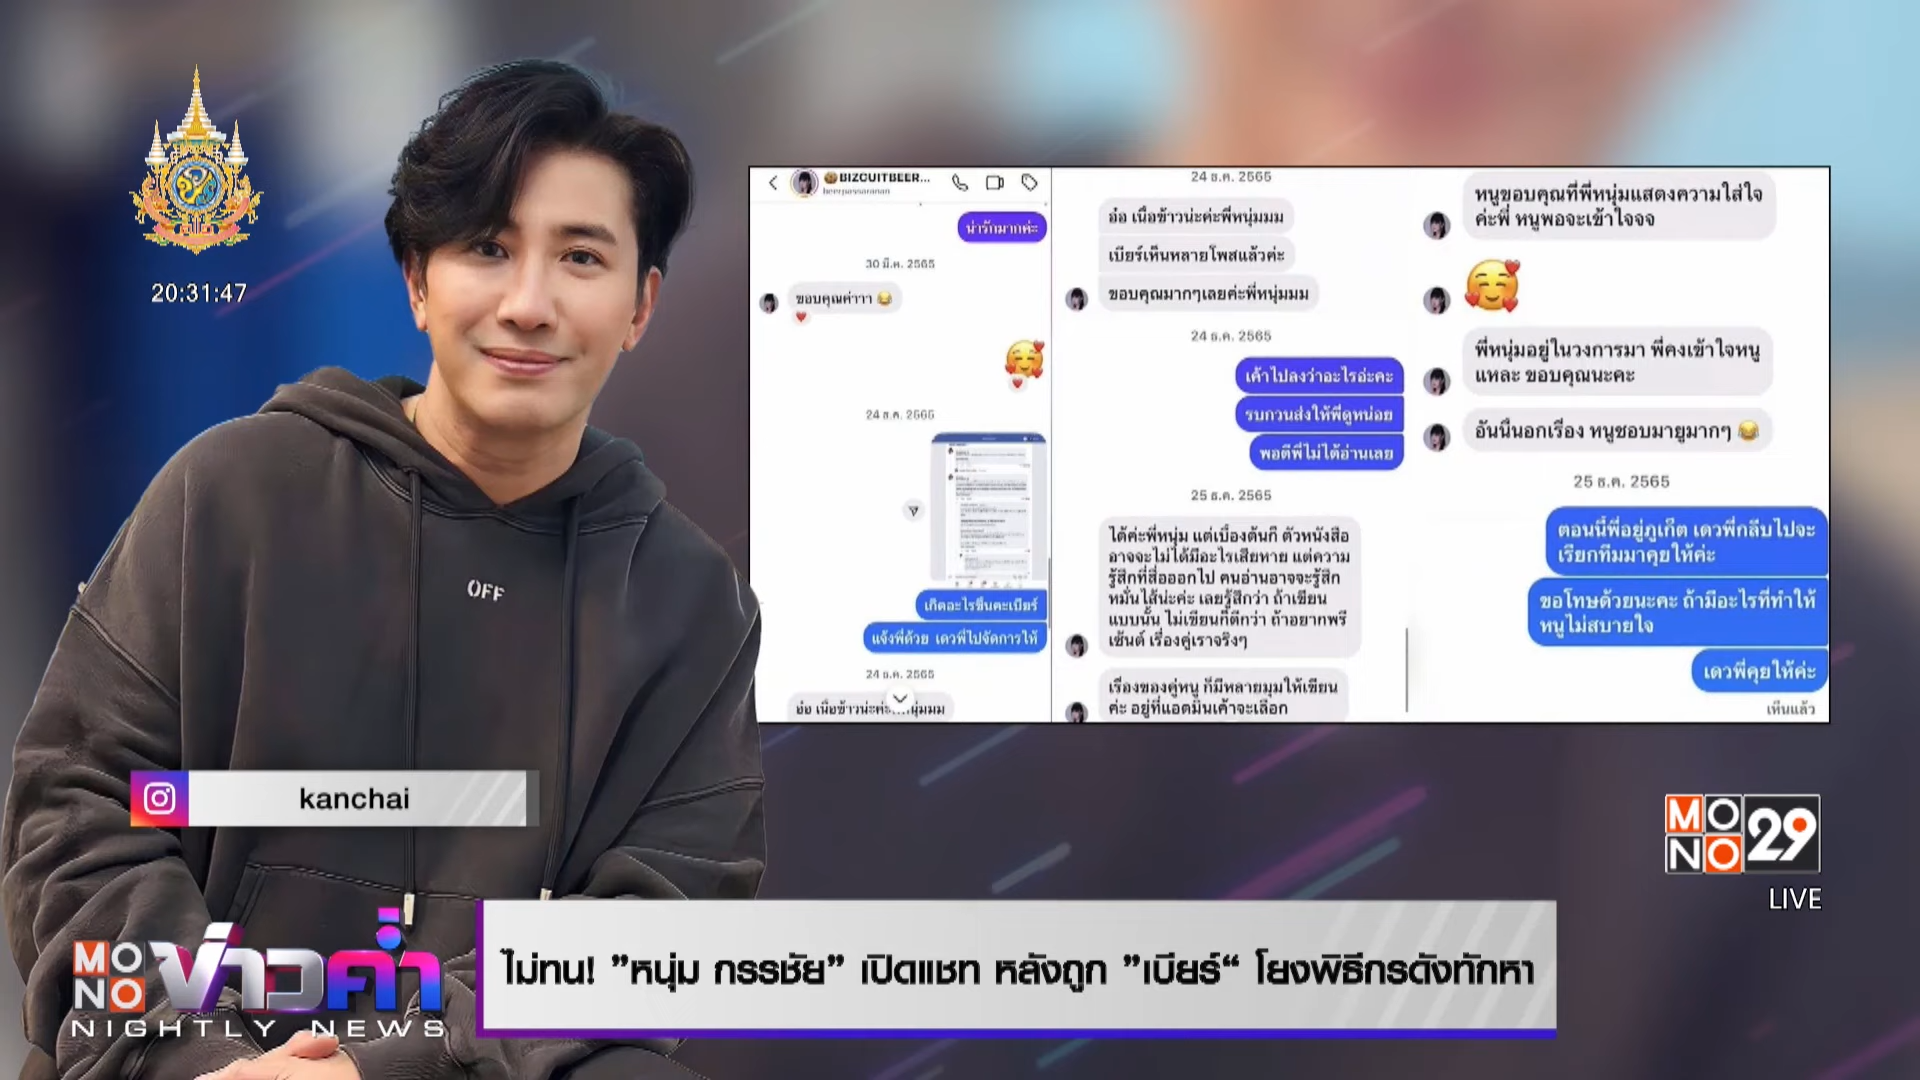 20:31:47
OFF
kanchai
BIZCUITBEER...
beerpassaranan
น่ารักมากค่ะ
30 มี.ค. 2565
ขอบคุณค่าาา 😂
❤️
🥰
24 ธ.ค. 2565
เกิดอะไรขึ้นคะเบียร์
แจ้งพี่ด้วย เดวพี่ไปจัดการให้
24 ธ.ค. 2565
อ๋อ เนื้อข้าวน่ะค่ะ
24 ธ.ค. 2565
อ๋อ เนื้อข้าวน่ะค่ะพี่หนุ่มมม
เบียร์เห็นหลายโพสแล้วค่ะ
ขอบคุณมากๆเลยค่ะพี่หนุ่มมม
24 ธ.ค. 2565
เค้าไปลงว่าอะไรอ่ะคะ
รบกวนส่งให้พี่ดูหน่อย
พอดีพี่ไม่ได้อ่านเลย
25 ธ.ค. 2565
ได้ค่ะพี่หนุ่ม แต่เบื้องต้นก็ ตัวหนังสือ
อาจจะไม่ได้มีอะไรเสียหาย แต่ความ
รู้สึกที่สื่อออกไป คนอ่านอาจจะรู้สึก
หมั่นไส้น่ะค่ะ เลยรู้สึกว่า ถ้าเขียน
แบบนั้น ไม่เขียนก็ดีกว่า ถ้าอยากพรี
เซ้นต์ เรื่องคู่เราจริงๆ
เรื่องของคู่หนู ก็มีหลายมุมให้เขียน
ค่ะ อยู่ที่แอดมินเค้าจะเลือก
หนูขอบคุณที่พี่หนุ่มแสดงความใส่ใจ
ค่ะพี่ หนูพอจะเข้าใจจจ
🥰
พี่หนุ่มอยู่ในวงการมา พี่คงเข้าใจหนู
แหละ ขอบคุณนะคะ
อันนี้นอกเรื่อง หนูชอบมายูมากๆ 😂
25 ธ.ค. 2565
ตอนนี้พี่อยู่ภูเก็ต เดวพี่กลับไปจะ
เรียกทีมมาคุยให้ค่ะ
ขอโทษด้วยนะคะ ถ้ามีอะไรที่ทำให้
หนูไม่สบายใจ
เดวพี่คุยให้ค่ะ
เห็นแล้ว
MONO 29
LIVE
MONO ข่าวค่ำ
NIGHTLY NEWS
ไม่ทน! "หนุ่ม กรรชัย" เปิดแชท หลังถูก "เบียร์“ โยงพิธีกรดังทักหา